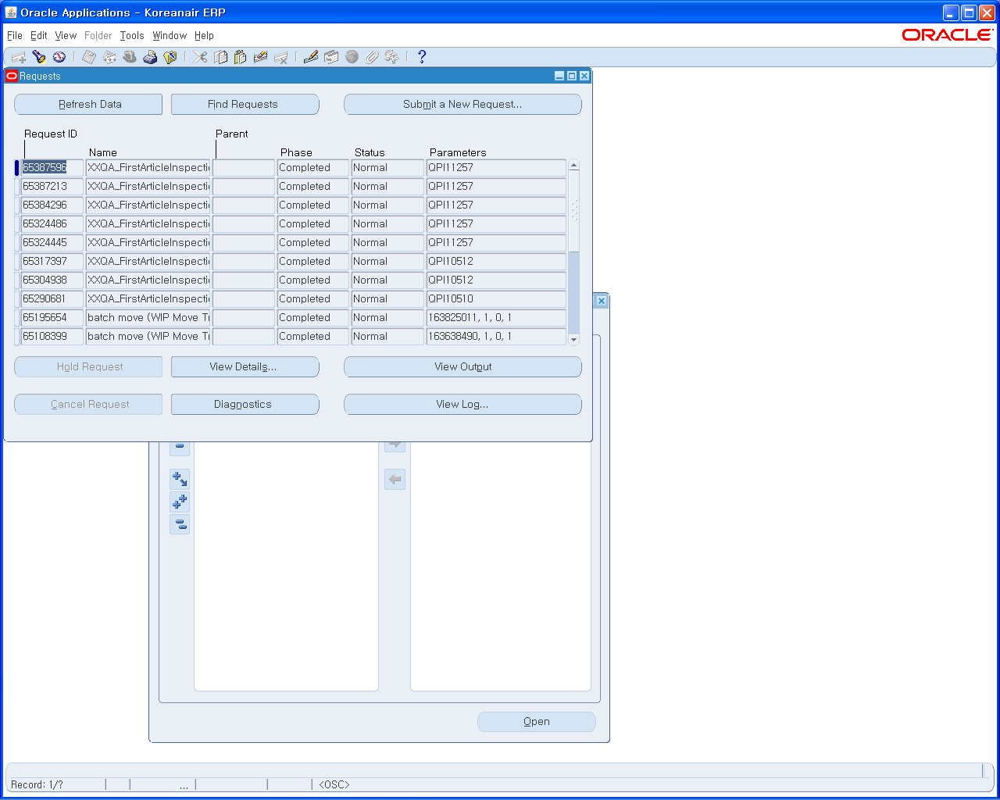 Oracle Applications - Koreanair ERP
File Edit View Folder Tools Window Help
ORACLE
Requests
Refresh Data Find Requests Submit a New Request...
Request ID Parent
Name Phase Status Parameters
65387596 XXQA_FirstArticleInspecti Completed Normal QPI11257
65387213 XXQA_FirstArticleInspecti Completed Normal QPI11257
65384296 XXQA_FirstArticleInspecti Completed Normal QPI11257
65324486 XXQA_FirstArticleInspecti Completed Normal QPI11257
65324445 XXQA_FirstArticleInspecti Completed Normal QPI11257
65317397 XXQA_FirstArticleInspecti Completed Normal QPI10512
65304938 XXQA_FirstArticleInspecti Completed Normal QPI10512
65290681 XXQA_FirstArticleInspecti Completed Normal QPI10510
65195654 batch move (WIP Move Tr Completed Normal 163825011, 1, 0, 1
65108399 batch move (WIP Move Tr Completed Normal 163638490, 1, 0, 1
Hold Request View Details... View Output
Cancel Request Diagnostics View Log...
Open
Record: 1/? ... <OSC>